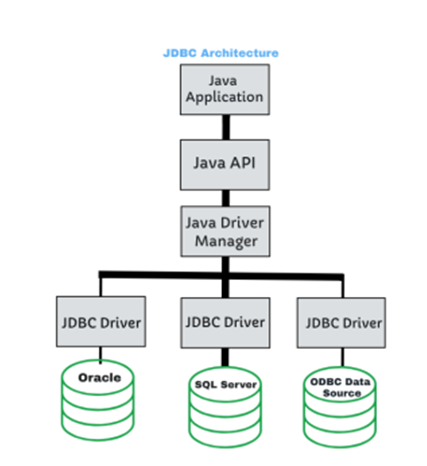 JDBC Architecture
Java
Application
Java API
Java Driver
Manager
JDBC Driver
JDBC Driver
JDBC Driver
Oracle
SQL Server
ODBC Data
Source